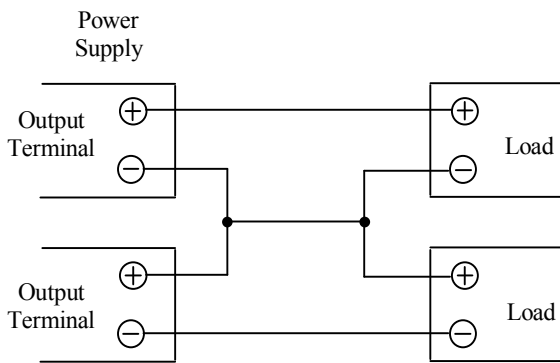 Power
Supply
Output
Terminal
+
−
+
−
Load
Output
Terminal
+
−
+
−
Load